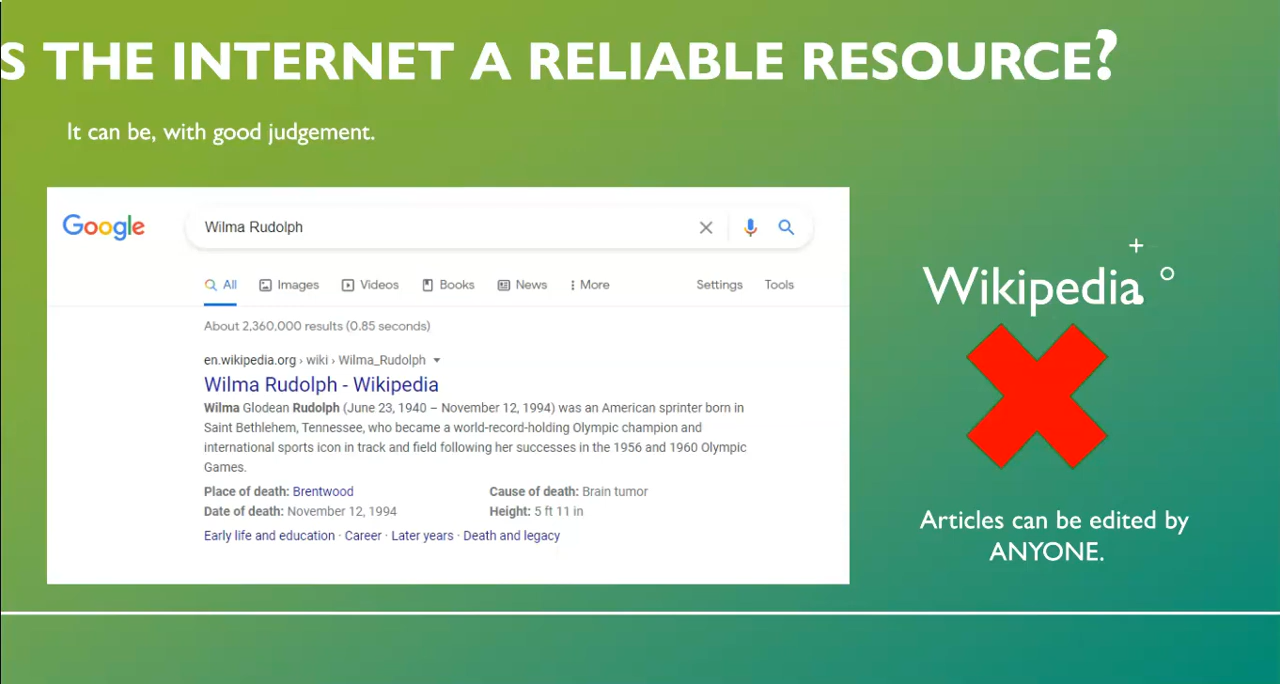 S THE INTERNET A RELIABLE RESOURCE?
It can be, with good judgement.
Google
Wilma Rudolph
All Images Videos Books News More Settings Tools
About 2,360,000 results (0.85 seconds)
en.wikipedia.org › wiki › Wilma_Rudolph
Wilma Rudolph - Wikipedia
Wilma Glodean Rudolph (June 23, 1940 – November 12, 1994) was an American sprinter born in
Saint Bethlehem, Tennessee, who became a world-record-holding Olympic champion and
international sports icon in track and field following her successes in the 1956 and 1960 Olympic
Games.
Place of death: Brentwood Cause of death: Brain tumor
Date of death: November 12, 1994 Height: 5 ft 11 in
Early life and education · Career · Later years · Death and legacy
Wikipedia
Articles can be edited by
ANYONE.